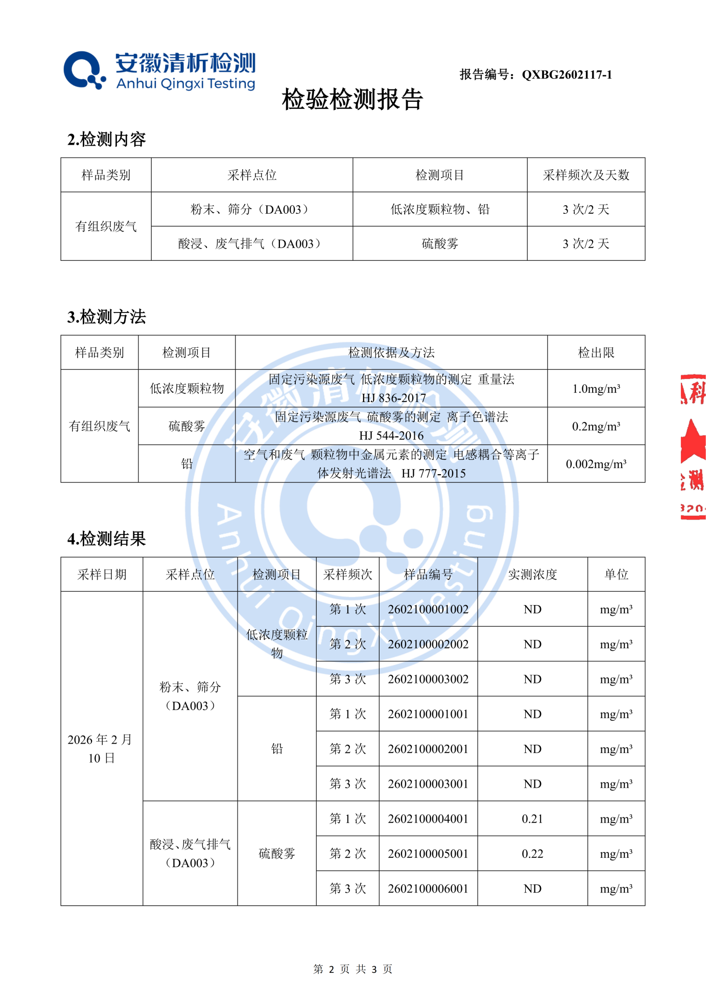 安徽清析检测
Anhui Qingxi Testing
报告编号：QXBG2602117-1
检验检测报告
2.检测内容
样品类别 采样点位 检测项目 采样频次及天数
有组织废气
粉末、筛分（DA003） 低浓度颗粒物、铅 3 次/2 天
酸浸、废气排气（DA003） 硫酸雾 3 次/2 天
3.检测方法
样品类别 检测项目 检测依据及方法 检出限
有组织废气
低浓度颗粒物
固定污染源废气 低浓度颗粒物的测定 重量法
HJ 836-2017
1.0mg/m³
硫酸雾
固定污染源废气 硫酸雾的测定 离子色谱法
HJ 544-2016
0.2mg/m³
铅
空气和废气 颗粒物中金属元素的测定 电感耦合等离子
体发射光谱法 HJ 777-2015
0.002mg/m³
安徽清析检测
Anhui QingXi Testing
科
检测
320
4.检测结果
采样日期 采样点位 检测项目 采样频次 样品编号 实测浓度 单位
2026 年 2 月
10 日
粉末、筛分
（DA003）
低浓度颗粒
物
第 1 次 2602100001002 ND mg/m³
第 2 次 2602100002002 ND mg/m³
第 3 次 2602100003002 ND mg/m³
铅
第 1 次 2602100001001 ND mg/m³
第 2 次 2602100002001 ND mg/m³
第 3 次 2602100003001 ND mg/m³
酸浸、废气排气
（DA003）
硫酸雾
第 1 次 2602100004001 0.21 mg/m³
第 2 次 2602100005001 0.22 mg/m³
第 3 次 2602100006001 ND mg/m³
第 2 页 共 3 页